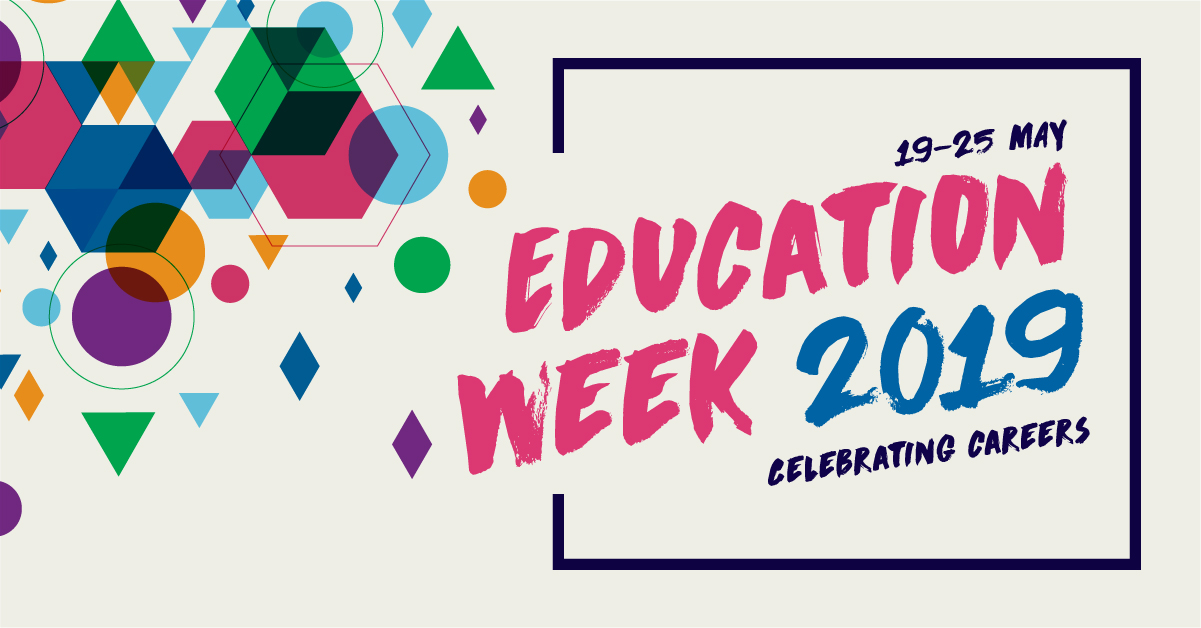 19–25 MAY
EDUCATION
WEEK 2019
CELEBRATING CAREERS